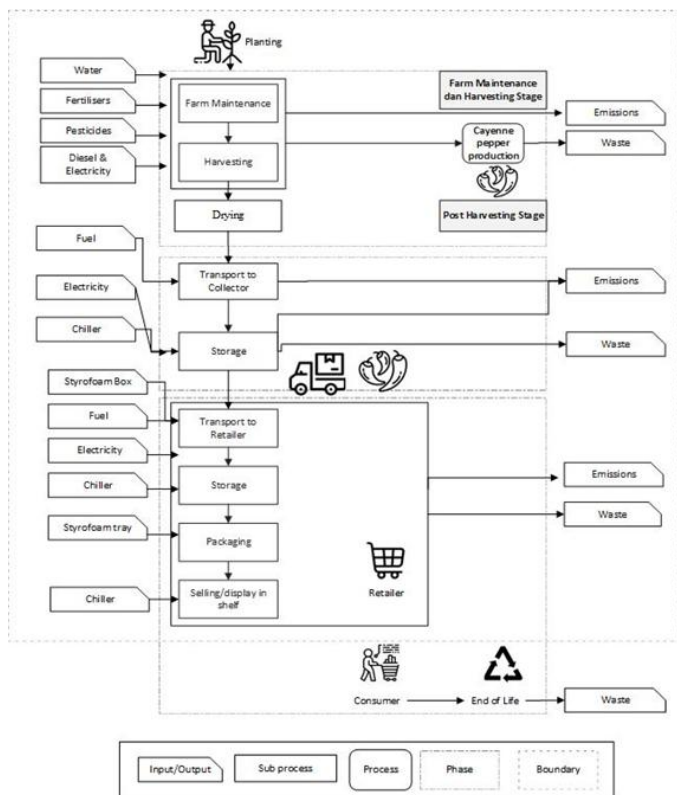 Planting
Water
Fertilisers
Pesticides
Diesel &
Electricity
Farm Maintenance
Harvesting
Drying
Farm Maintenance
dan Harvesting Stage
Cayenne
pepper
production
Post Harvesting Stage
Emissions
Waste
Fuel
Electricity
Chiller
Transport to
Collector
Storage
Emissions
Waste
Styrofoam Box
Fuel
Electricity
Chiller
Styrofoam tray
Chiller
Transport to
Retailer
Storage
Packaging
Selling/display in
shelf
Retailer
Emissions
Waste
Consumer
End of Life
Waste
Input/Output
Sub process
Process
Phase
Boundary